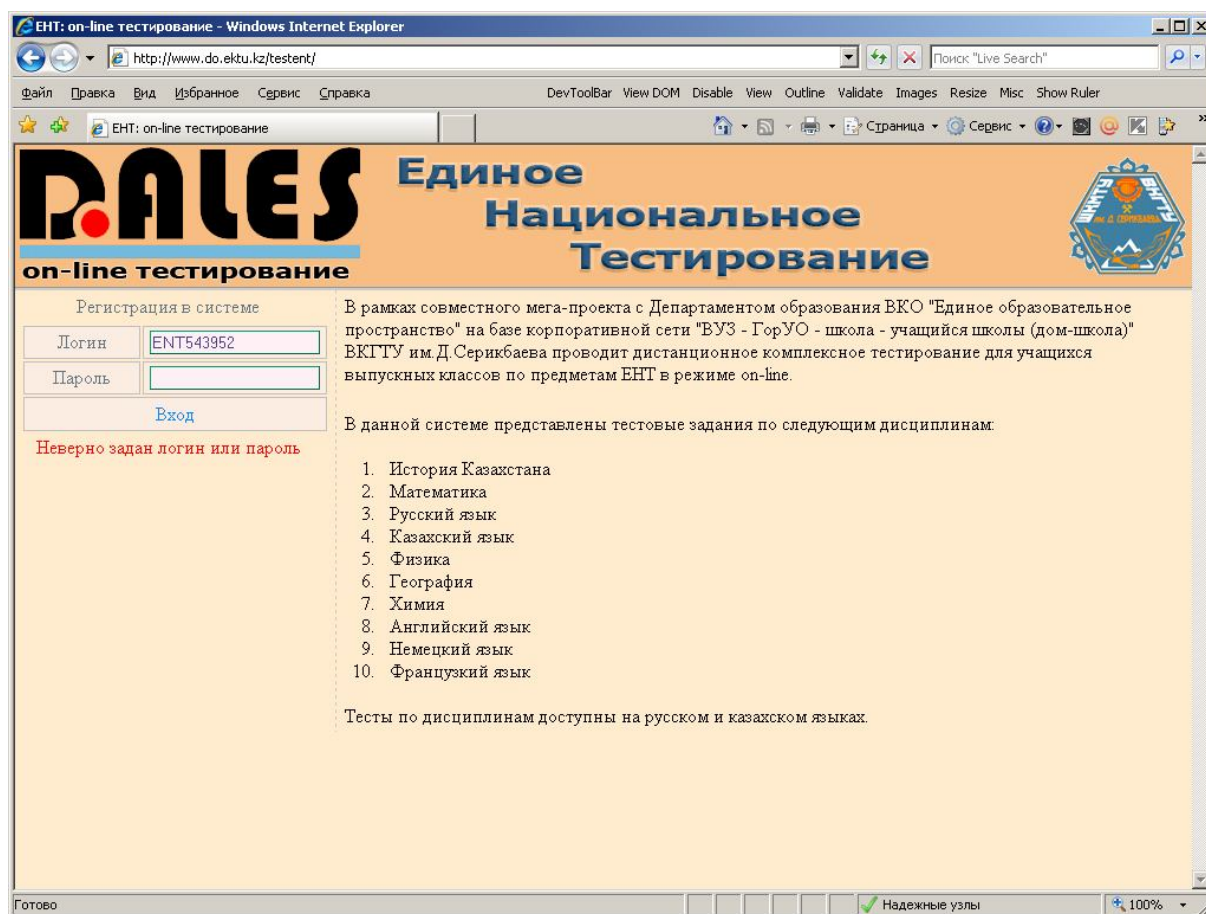 ЕНТ: on-line тестирование - Windows Internet Explorer
http://www.do.ektu.kz/testent/
Поиск "Live Search"
Файл Правка Вид Избранное Сервис Справка
DevToolBar View DOM Disable View Outline Validate Images Resize Misc Show Ruler
ЕНТ: on-line тестирование
Страница Сервис
D.ALES
on-line тестирование
Единое
Национальное
Тестирование
Регистрация в системе
Логин ENT543952
Пароль
Вход
Неверно задан логин или пароль
В рамках совместного мега-проекта с Департаментом образования ВКО "Единое образовательное
пространство" на базе корпоративной сети "ВУЗ - ГорУО - школа - учащийся школы (дом-школа)"
ВКГТУ им.Д.Серикбаева проводит дистанционное комплексное тестирование для учащихся
выпускных классов по предметам ЕНТ в режиме on-line.
В данной системе представлены тестовые задания по следующим дисциплинам:
1. История Казахстана
2. Математика
3. Русский язык
4. Казахский язык
5. Физика
6. География
7. Химия
8. Английский язык
9. Немецкий язык
10. Французкий язык
Тесты по дисциплинам доступны на русском и казахском языках.
Готово
Надежные узлы
100%